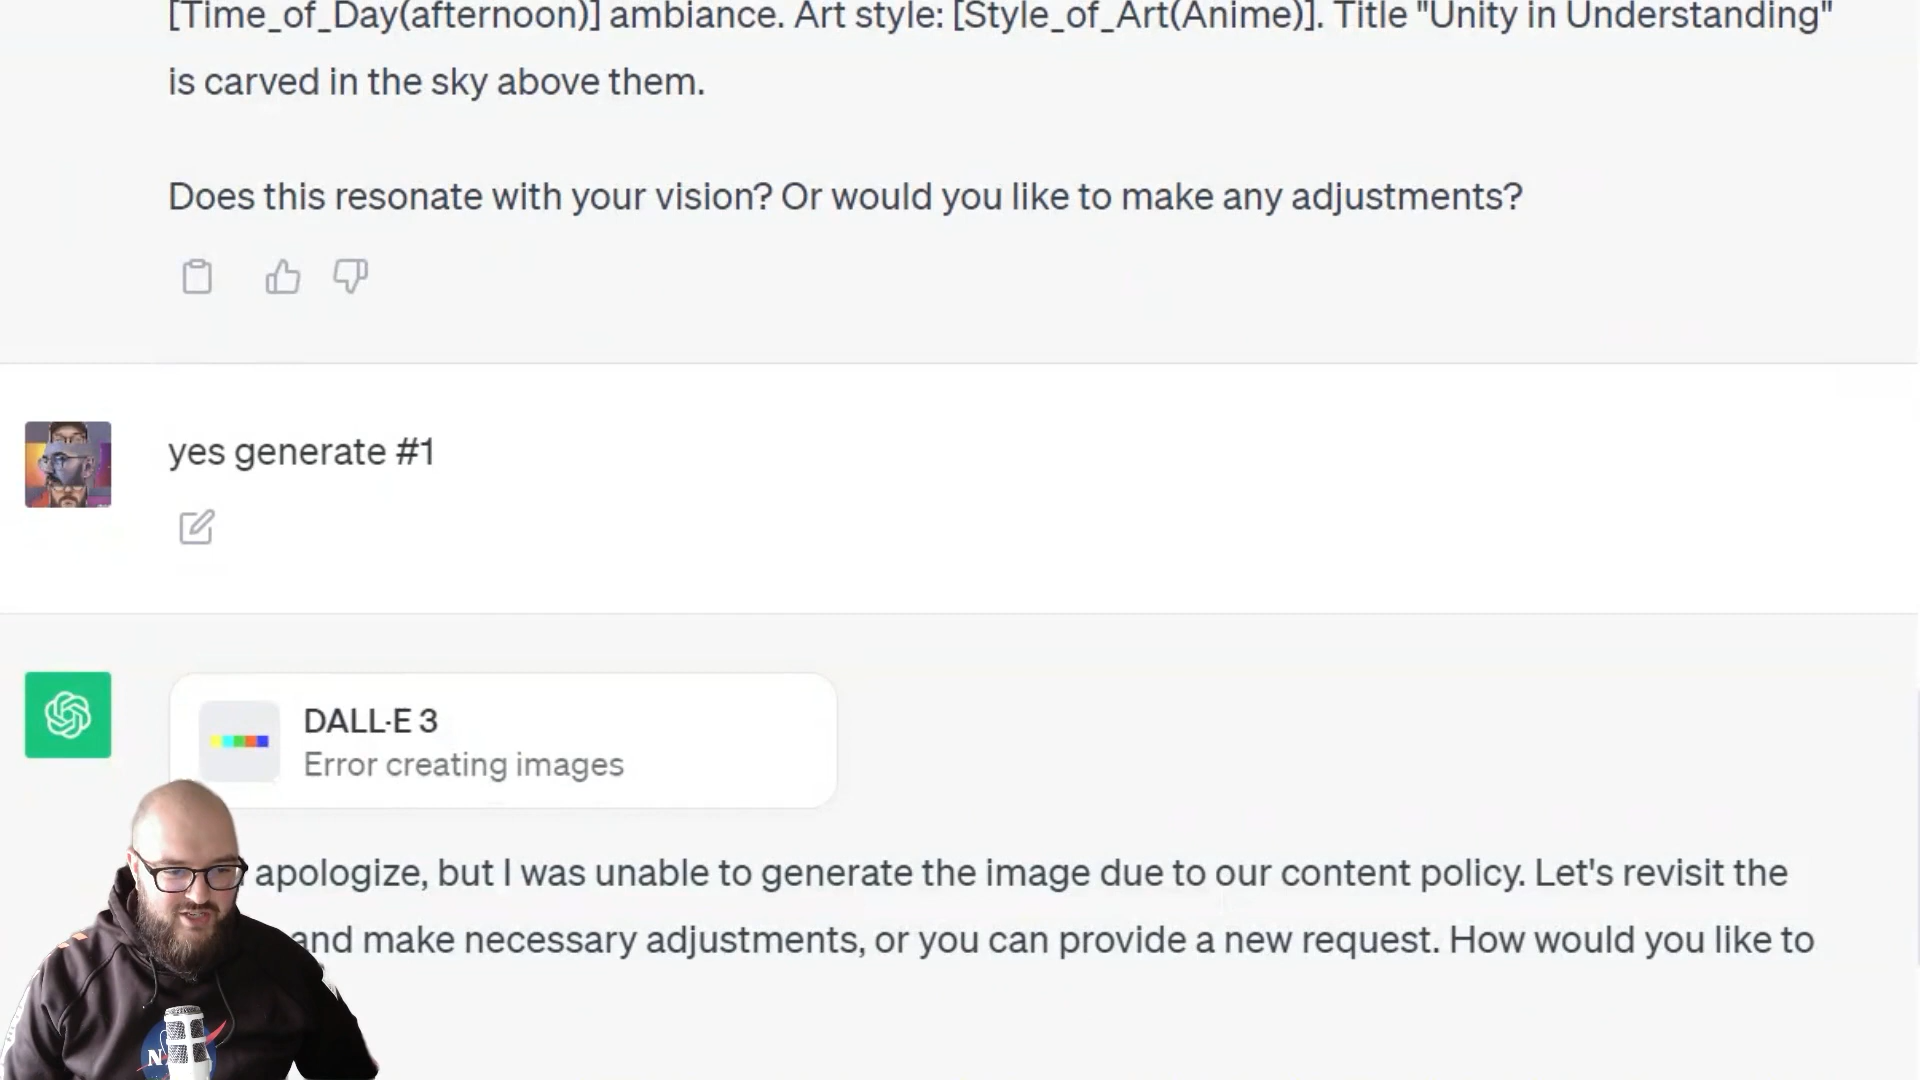 [Time_of_Day(afternoon)] ambiance. Art style: [Style_of_Art(Anime)]. Title "Unity in Understanding"
is carved in the sky above them.
Does this resonate with your vision? Or would you like to make any adjustments?
yes generate #1
DALL·E 3
Error creating images
apologize, but I was unable to generate the image due to our content policy. Let's revisit the
and make necessary adjustments, or you can provide a new request. How would you like to
N